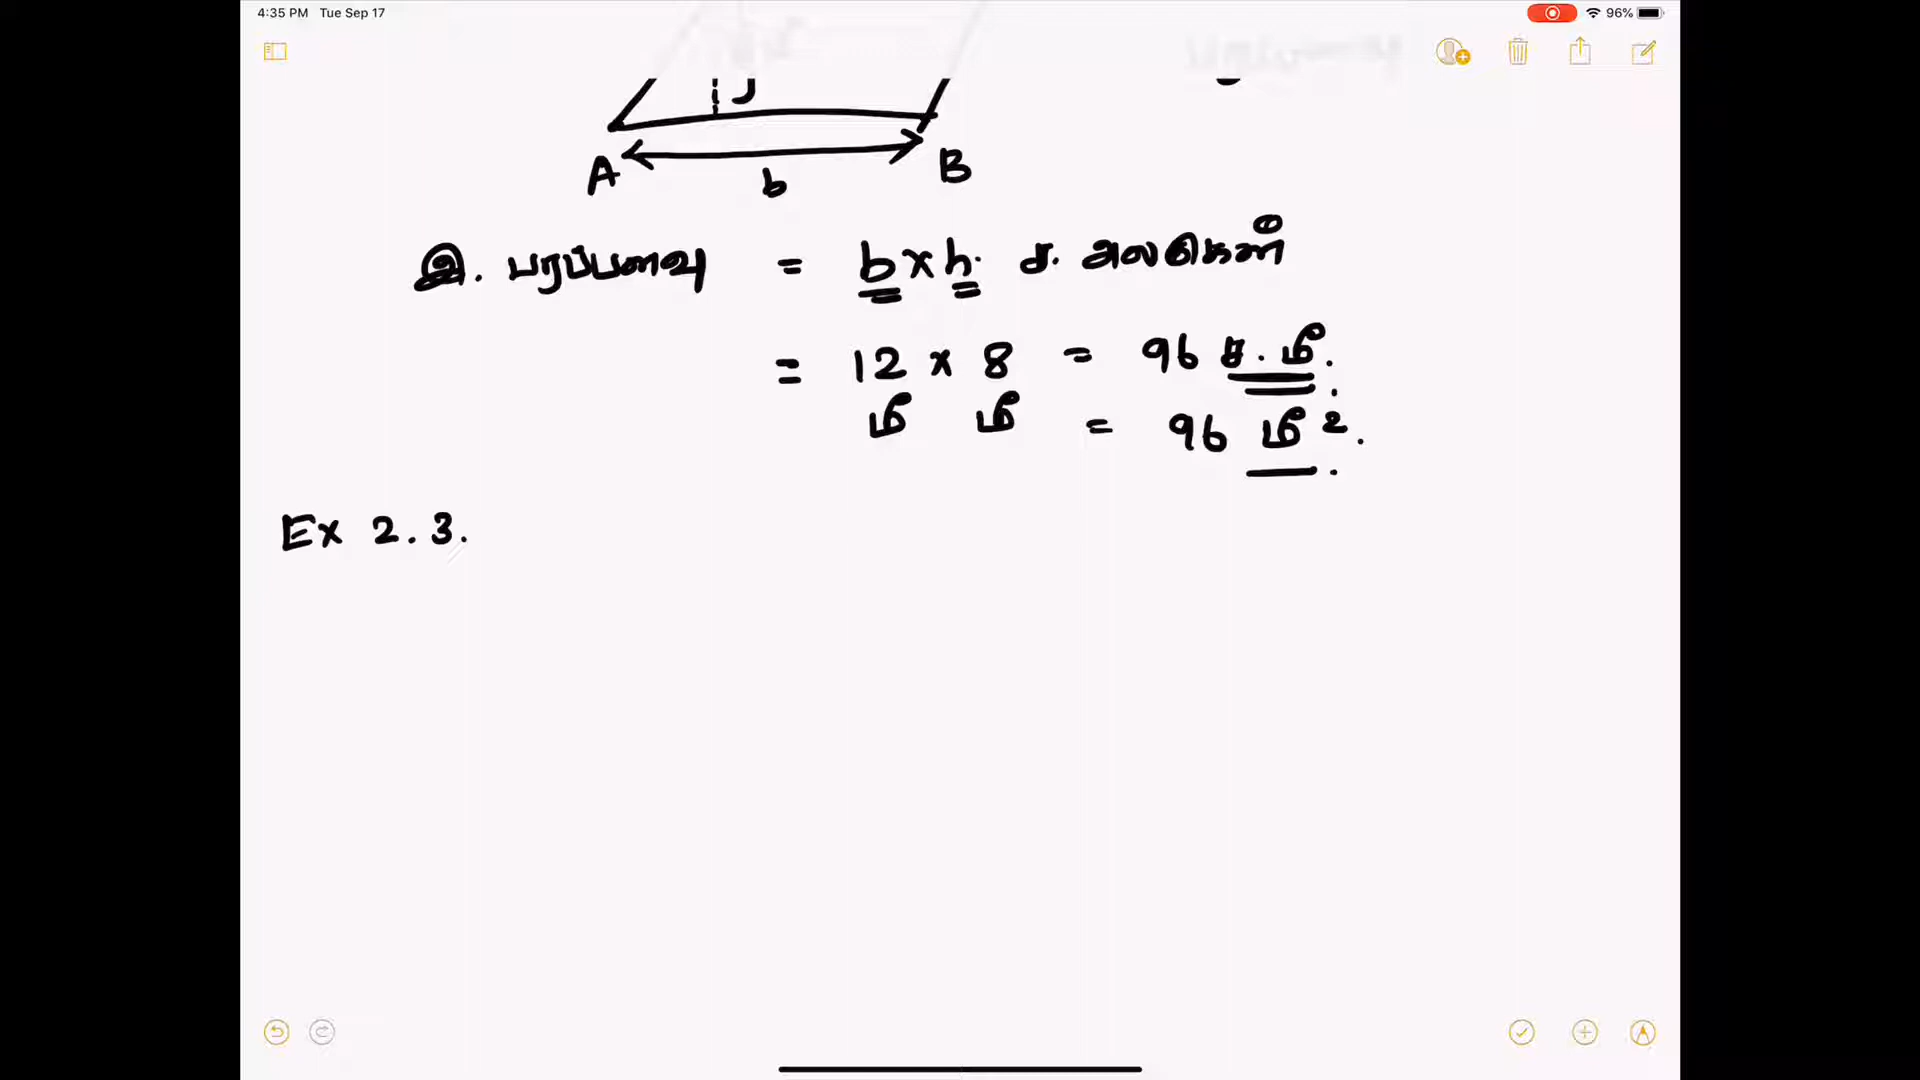 4:35 PM Tue Sep 17
96%
A B
b
இ. பரப்பளவு = b x h. ச. அலகுகள்
= 12 x 8 = 96 ச.மீ.
மீ மீ = 96 மீ 2.
Ex 2.3.